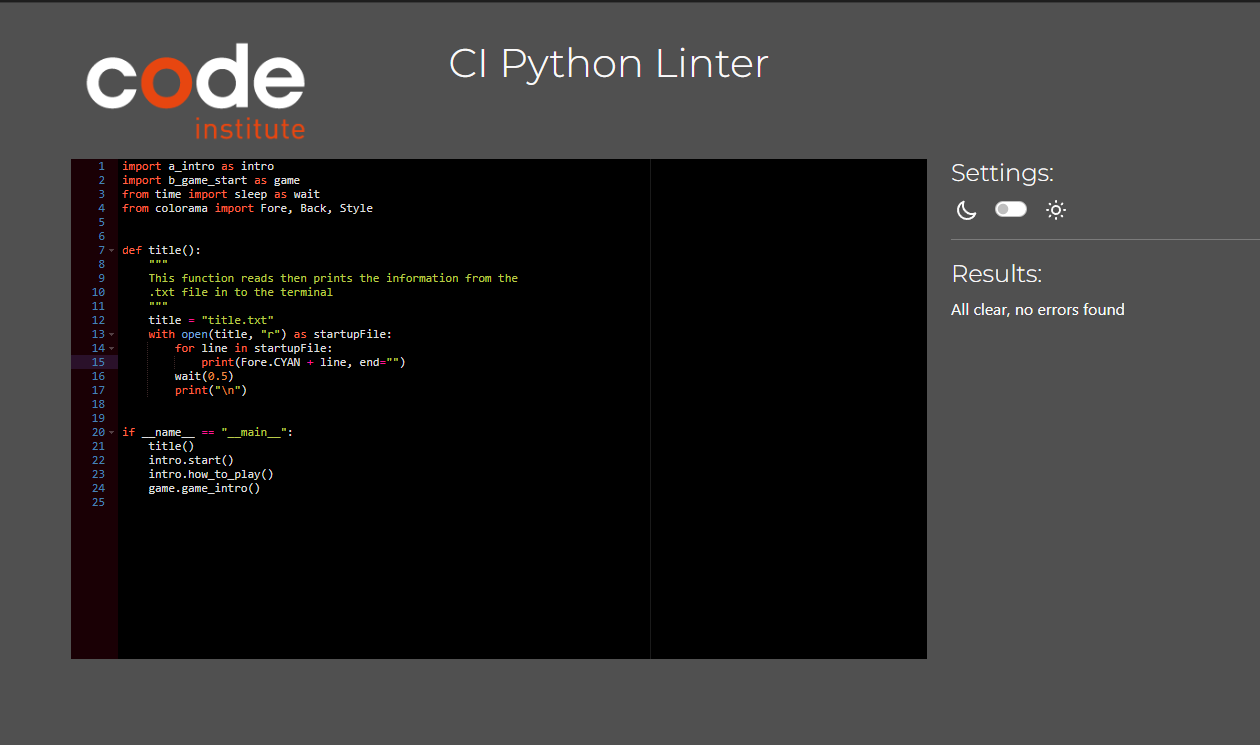 code
institute
CI Python Linter
1 import a_intro as intro
2 import b_game_start as game
3 from time import sleep as wait
4 from colorama import Fore, Back, Style
5
6
7 def title():
8     """
9     This function reads then prints the information from the
10     .txt file in to the terminal
11     """
12     title = "title.txt"
13     with open(title, "r") as startupFile:
14         for line in startupFile:
15             print(Fore.CYAN + line, end="")
16         wait(0.5)
17         print("\n")
18
19
20 if __name__ == "__main__":
21     title()
22     intro.start()
23     intro.how_to_play()
24     game.game_intro()
25
Settings:
Results:
All clear, no errors found